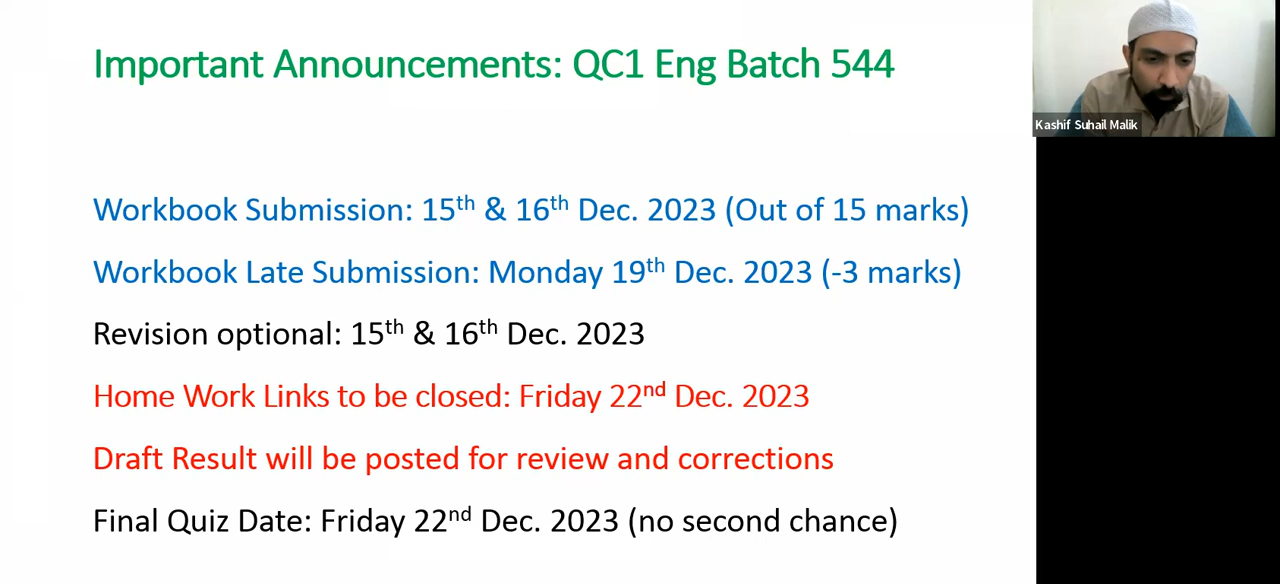 Important Announcements: QC1 Eng Batch 544
Kashif Suhail Malik
Workbook Submission: 15th & 16th Dec. 2023 (Out of 15 marks)
Workbook Late Submission: Monday 19th Dec. 2023 (-3 marks)
Revision optional: 15th & 16th Dec. 2023
Home Work Links to be closed: Friday 22nd Dec. 2023
Draft Result will be posted for review and corrections
Final Quiz Date: Friday 22nd Dec. 2023 (no second chance)